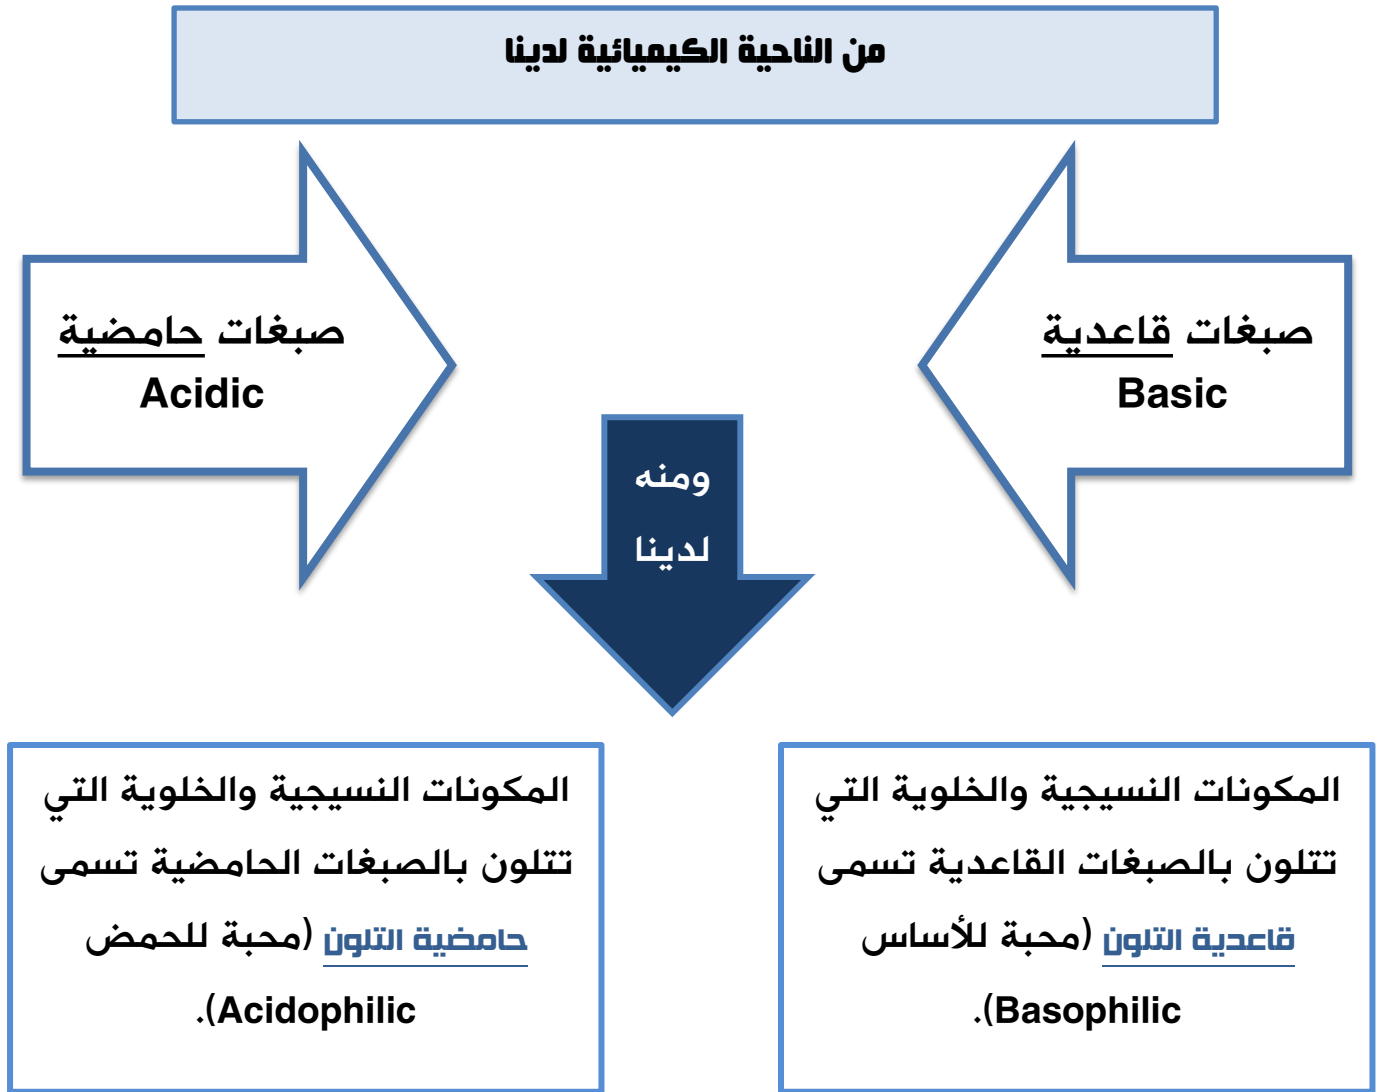 من الناحية الكيميائية لدينا
صبغات قاعدية
Basic
صبغات حامضية
Acidic
ومنه
لدينا
المكونات النسيجية والخلوية التي
تتلون بالصبغات القاعدية تسمى
قاعدية التلون (محبة للأساس
Basophilic).
المكونات النسيجية والخلوية التي
تتلون بالصبغات الحامضية تسمى
حامضية التلون (محبة للحمض
Acidophilic).